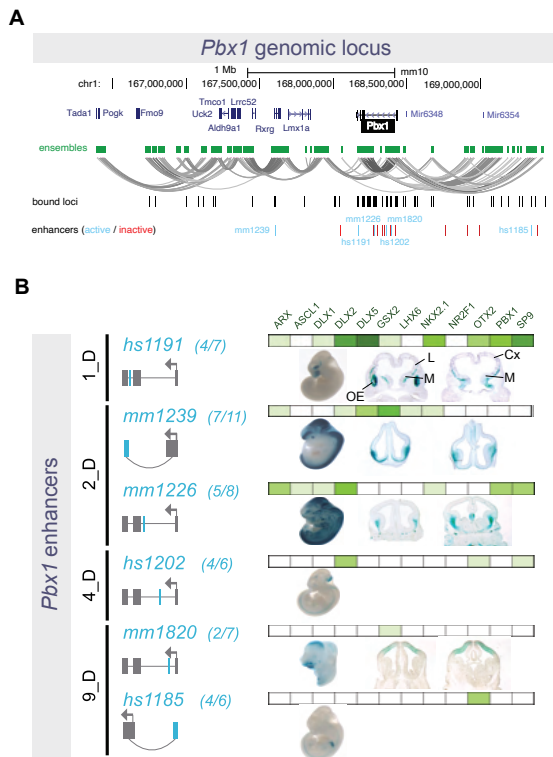 A
Pbx1 genomic locus
1 Mb mm10
chr1: 167,000,000 167,500,000 168,000,000 168,500,000 169,000,000
Tmco1
Tada1 Pogk Fmo9 Uck2 Lrrc52 Mir6348 Mir6354
Aldh9a1 Rxrg Lmx1a Pbx1
ensembles
bound loci
mm1226 mm1820
enhancers (active / inactive) mm1239 hs1185
hs1191 hs1202
B
ARX ASCL1 DLX1 DLX2 DLX5 GSX2 LHX6 NKX2.1 NR2F1 OTX2 PBX1 SP9
Pbx1 enhancers
1_D
hs1191 (4/7)
L Cx
M M
OE
2_D
mm1239 (7/11)
mm1226 (5/8)
4_D
hs1202 (4/6)
9_D
mm1820 (2/7)
hs1185 (4/6)